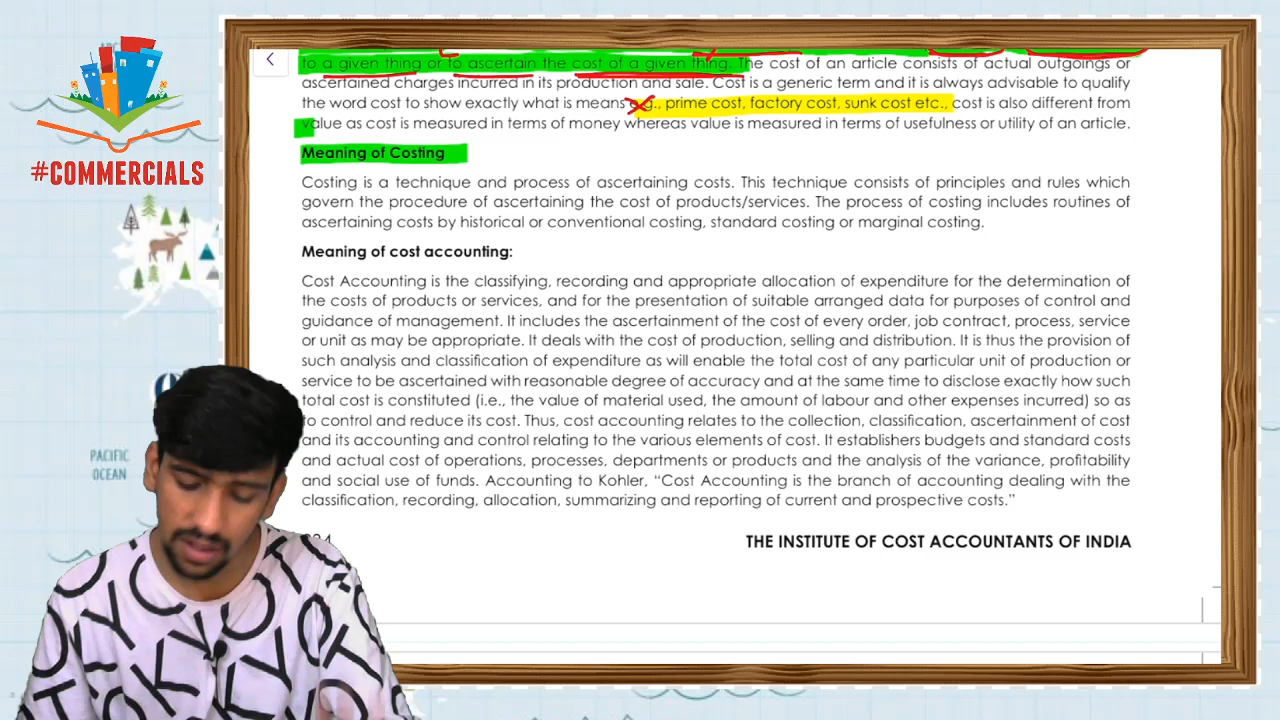 #COMMERCIALS
to a given thing or to ascertain the cost of a given thing. The cost of an article consists of actual outgoings or
ascertained charges incurred in its production and sale. Cost is a generic term and it is always advisable to qualify
the word cost to show exactly what is means e.g., prime cost, factory cost, sunk cost etc., cost is also different from
value as cost is measured in terms of money whereas value is measured in terms of usefulness or utility of an article.
Meaning of Costing
Costing is a technique and process of ascertaining costs. This technique consists of principles and rules which
govern the procedure of ascertaining the cost of products/services. The process of costing includes routines of
ascertaining costs by historical or conventional costing, standard costing or marginal costing.
Meaning of cost accounting:
Cost Accounting is the classifying, recording and appropriate allocation of expenditure for the determination of
the costs of products or services, and for the presentation of suitable arranged data for purposes of control and
guidance of management. It includes the ascertainment of the cost of every order, job contract, process, service
or unit as may be appropriate. It deals with the cost of production, selling and distribution. It is thus the provision of
such analysis and classification of expenditure as will enable the total cost of any particular unit of production or
service to be ascertained with reasonable degree of accuracy and at the same time to disclose exactly how such
total cost is constituted (i.e., the value of material used, the amount of labour and other expenses incurred) so as
to control and reduce its cost. Thus, cost accounting relates to the collection, classification, ascertainment of cost
and its accounting and control relating to the various elements of cost. It establishers budgets and standard costs
and actual cost of operations, processes, departments or products and the analysis of the variance, profitability
and social use of funds. Accounting to Kohler, “Cost Accounting is the branch of accounting dealing with the
classification, recording, allocation, summarizing and reporting of current and prospective costs.”
THE INSTITUTE OF COST ACCOUNTANTS OF INDIA
PACIFIC
OCEAN
TOKYO